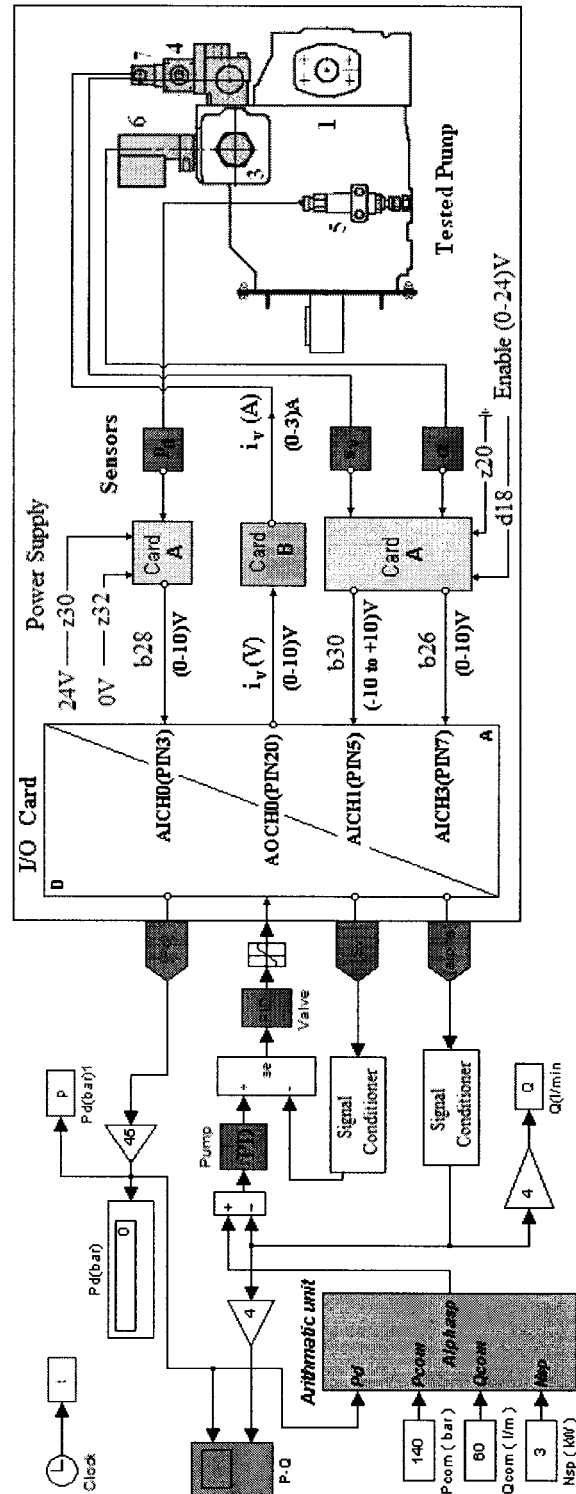 Clock
t
P-Q
Pd(bar)
0
p
Pd(bar)1
45
4
Pump
PD
+
-
+
-
Valve
Signal
Conditioner
Signal
Conditioner
4
Q
Q(l/min
Arithmatic unit
Pd
Pcom
Alphasp
Qcom
Nsp
140
Pcom ( bar)
60
Qcom ( l/m)
3
Nsp ( kW)
I/O Card
D
A
AICH0(PIN3)
AOCH0(PIN20)
AICH1(PIN5)
AICH3(PIN7)
Power Supply
24V
z30
0V
z32
b28
(0-10)V
iv(V)
(0-10)V
b30
(-10 to +10)V
b26
(0-10)V
Card
A
Card
B
Card
A
Sensors
iv (A)
(0-3)A
z20
d18
Enable (0-24)V
7
4
6
3
1
5
Tested Pump